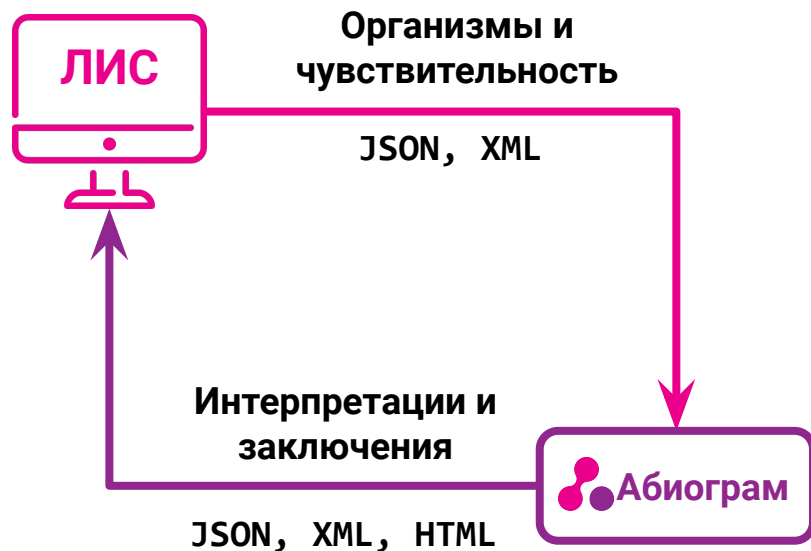 ЛИС
Организмы и
чувствительность
JSON, XML
Интерпретации и
заключения
JSON, XML, HTML
Абиограм